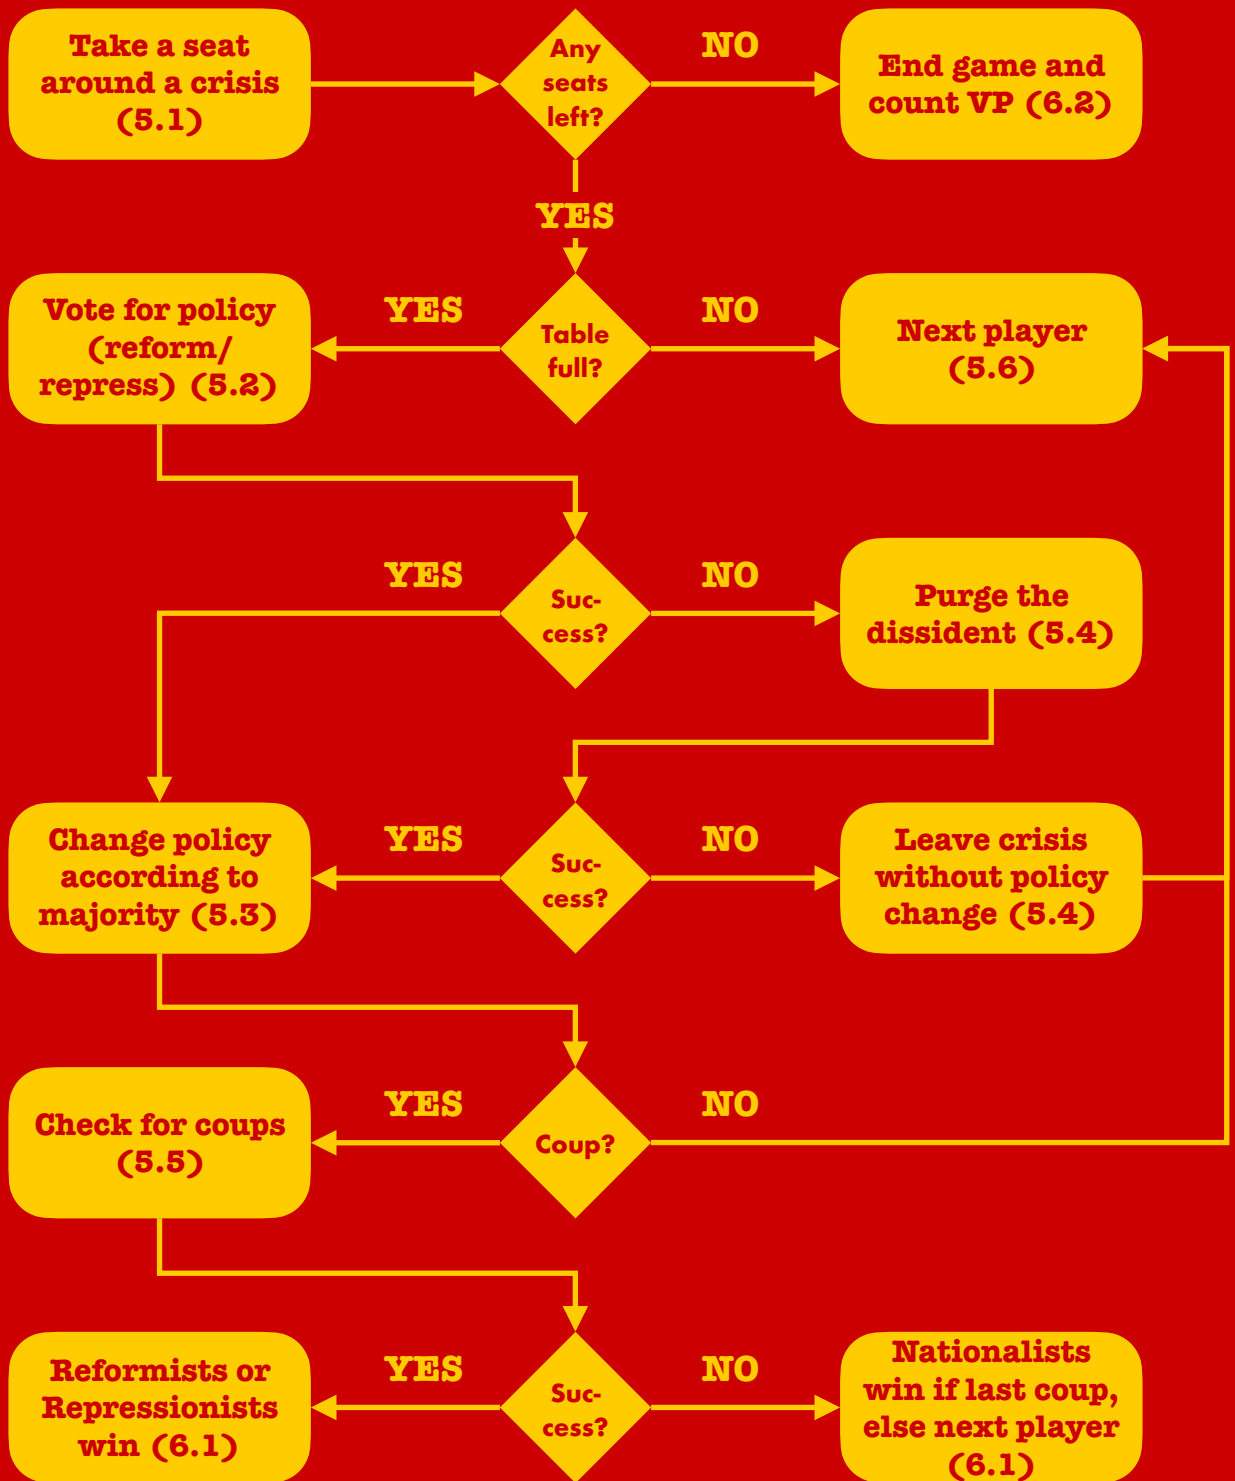 Take a seat
around a crisis
(5.1)
Any
seats
left?
NO
End game and
count VP (6.2)
YES
Vote for policy
(reform/
repress) (5.2)
YES
Table
full?
NO
Next player
(5.6)
YES
Suc-
cess?
NO
Purge the
dissident (5.4)
Change policy
according to
majority (5.3)
YES
Suc-
cess?
NO
Leave crisis
without policy
change (5.4)
Check for coups
(5.5)
YES
Coup?
NO
Reformists or
Repressionists
win (6.1)
YES
Suc-
cess?
NO
Nationalists
win if last coup,
else next player
(6.1)